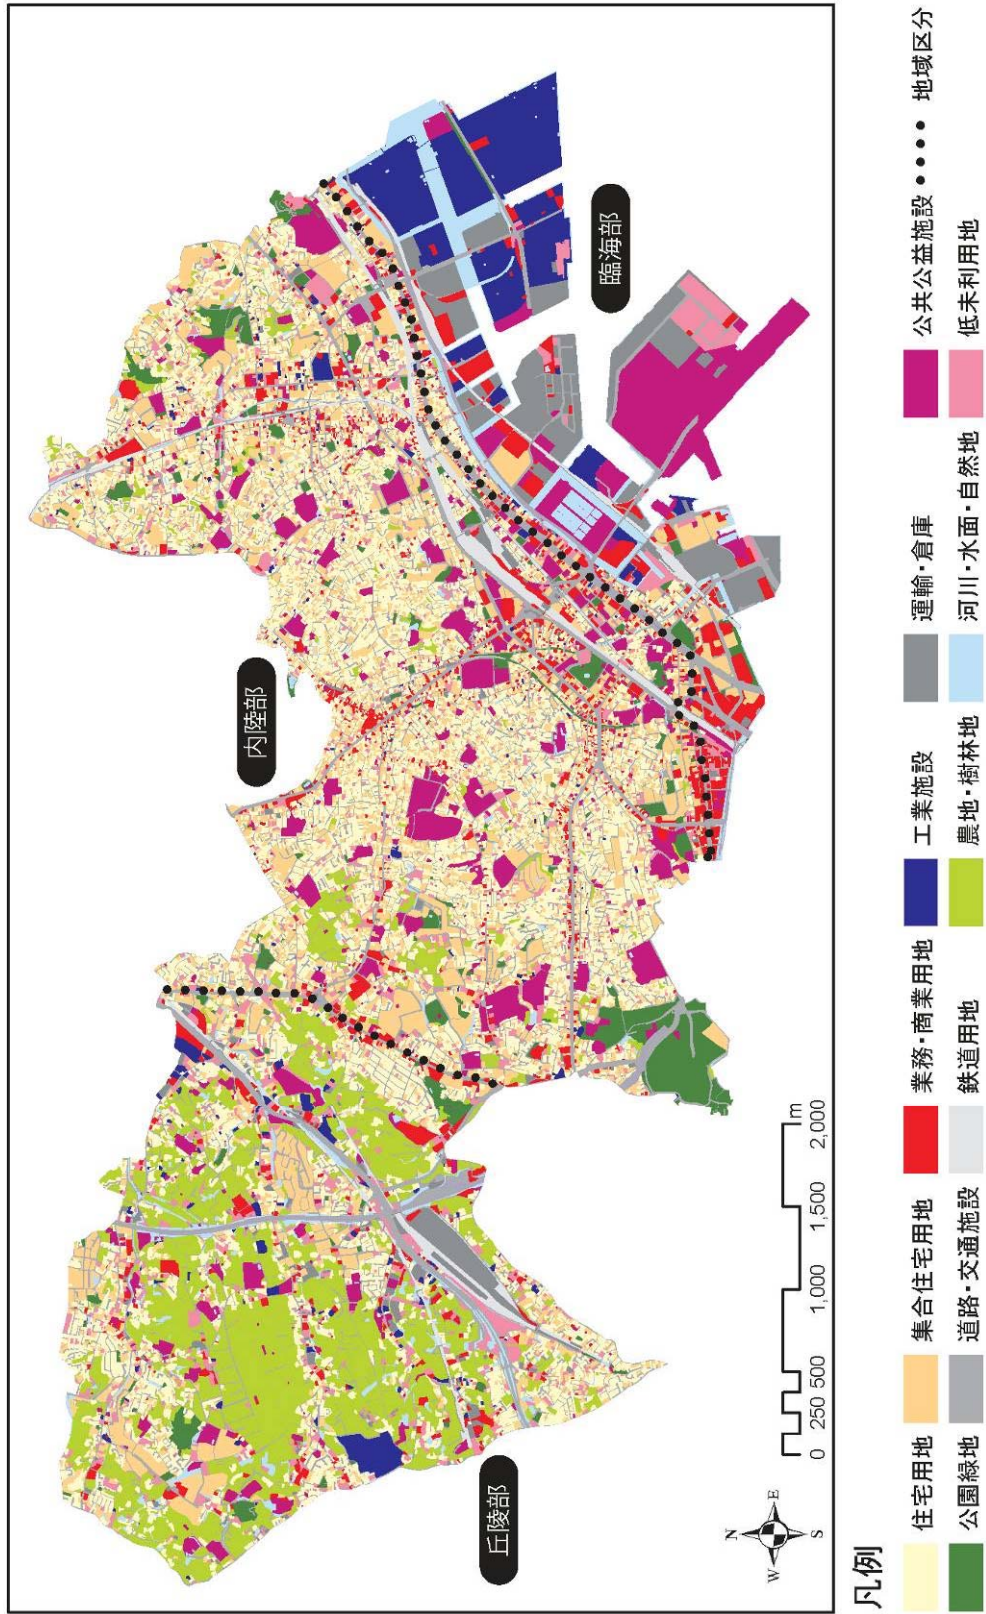 内陸部
臨海部
丘陵部
N
W E
S
0 250 500 1,000 1,500 2,000
m
凡例
住宅用地 集合住宅用地 業務・商業用地 工業施設 運輸・倉庫 公共公益施設 地域区分
公園緑地 道路・交通施設 鉄道用地 農地・樹林地 河川・水面・自然地 低未利用地